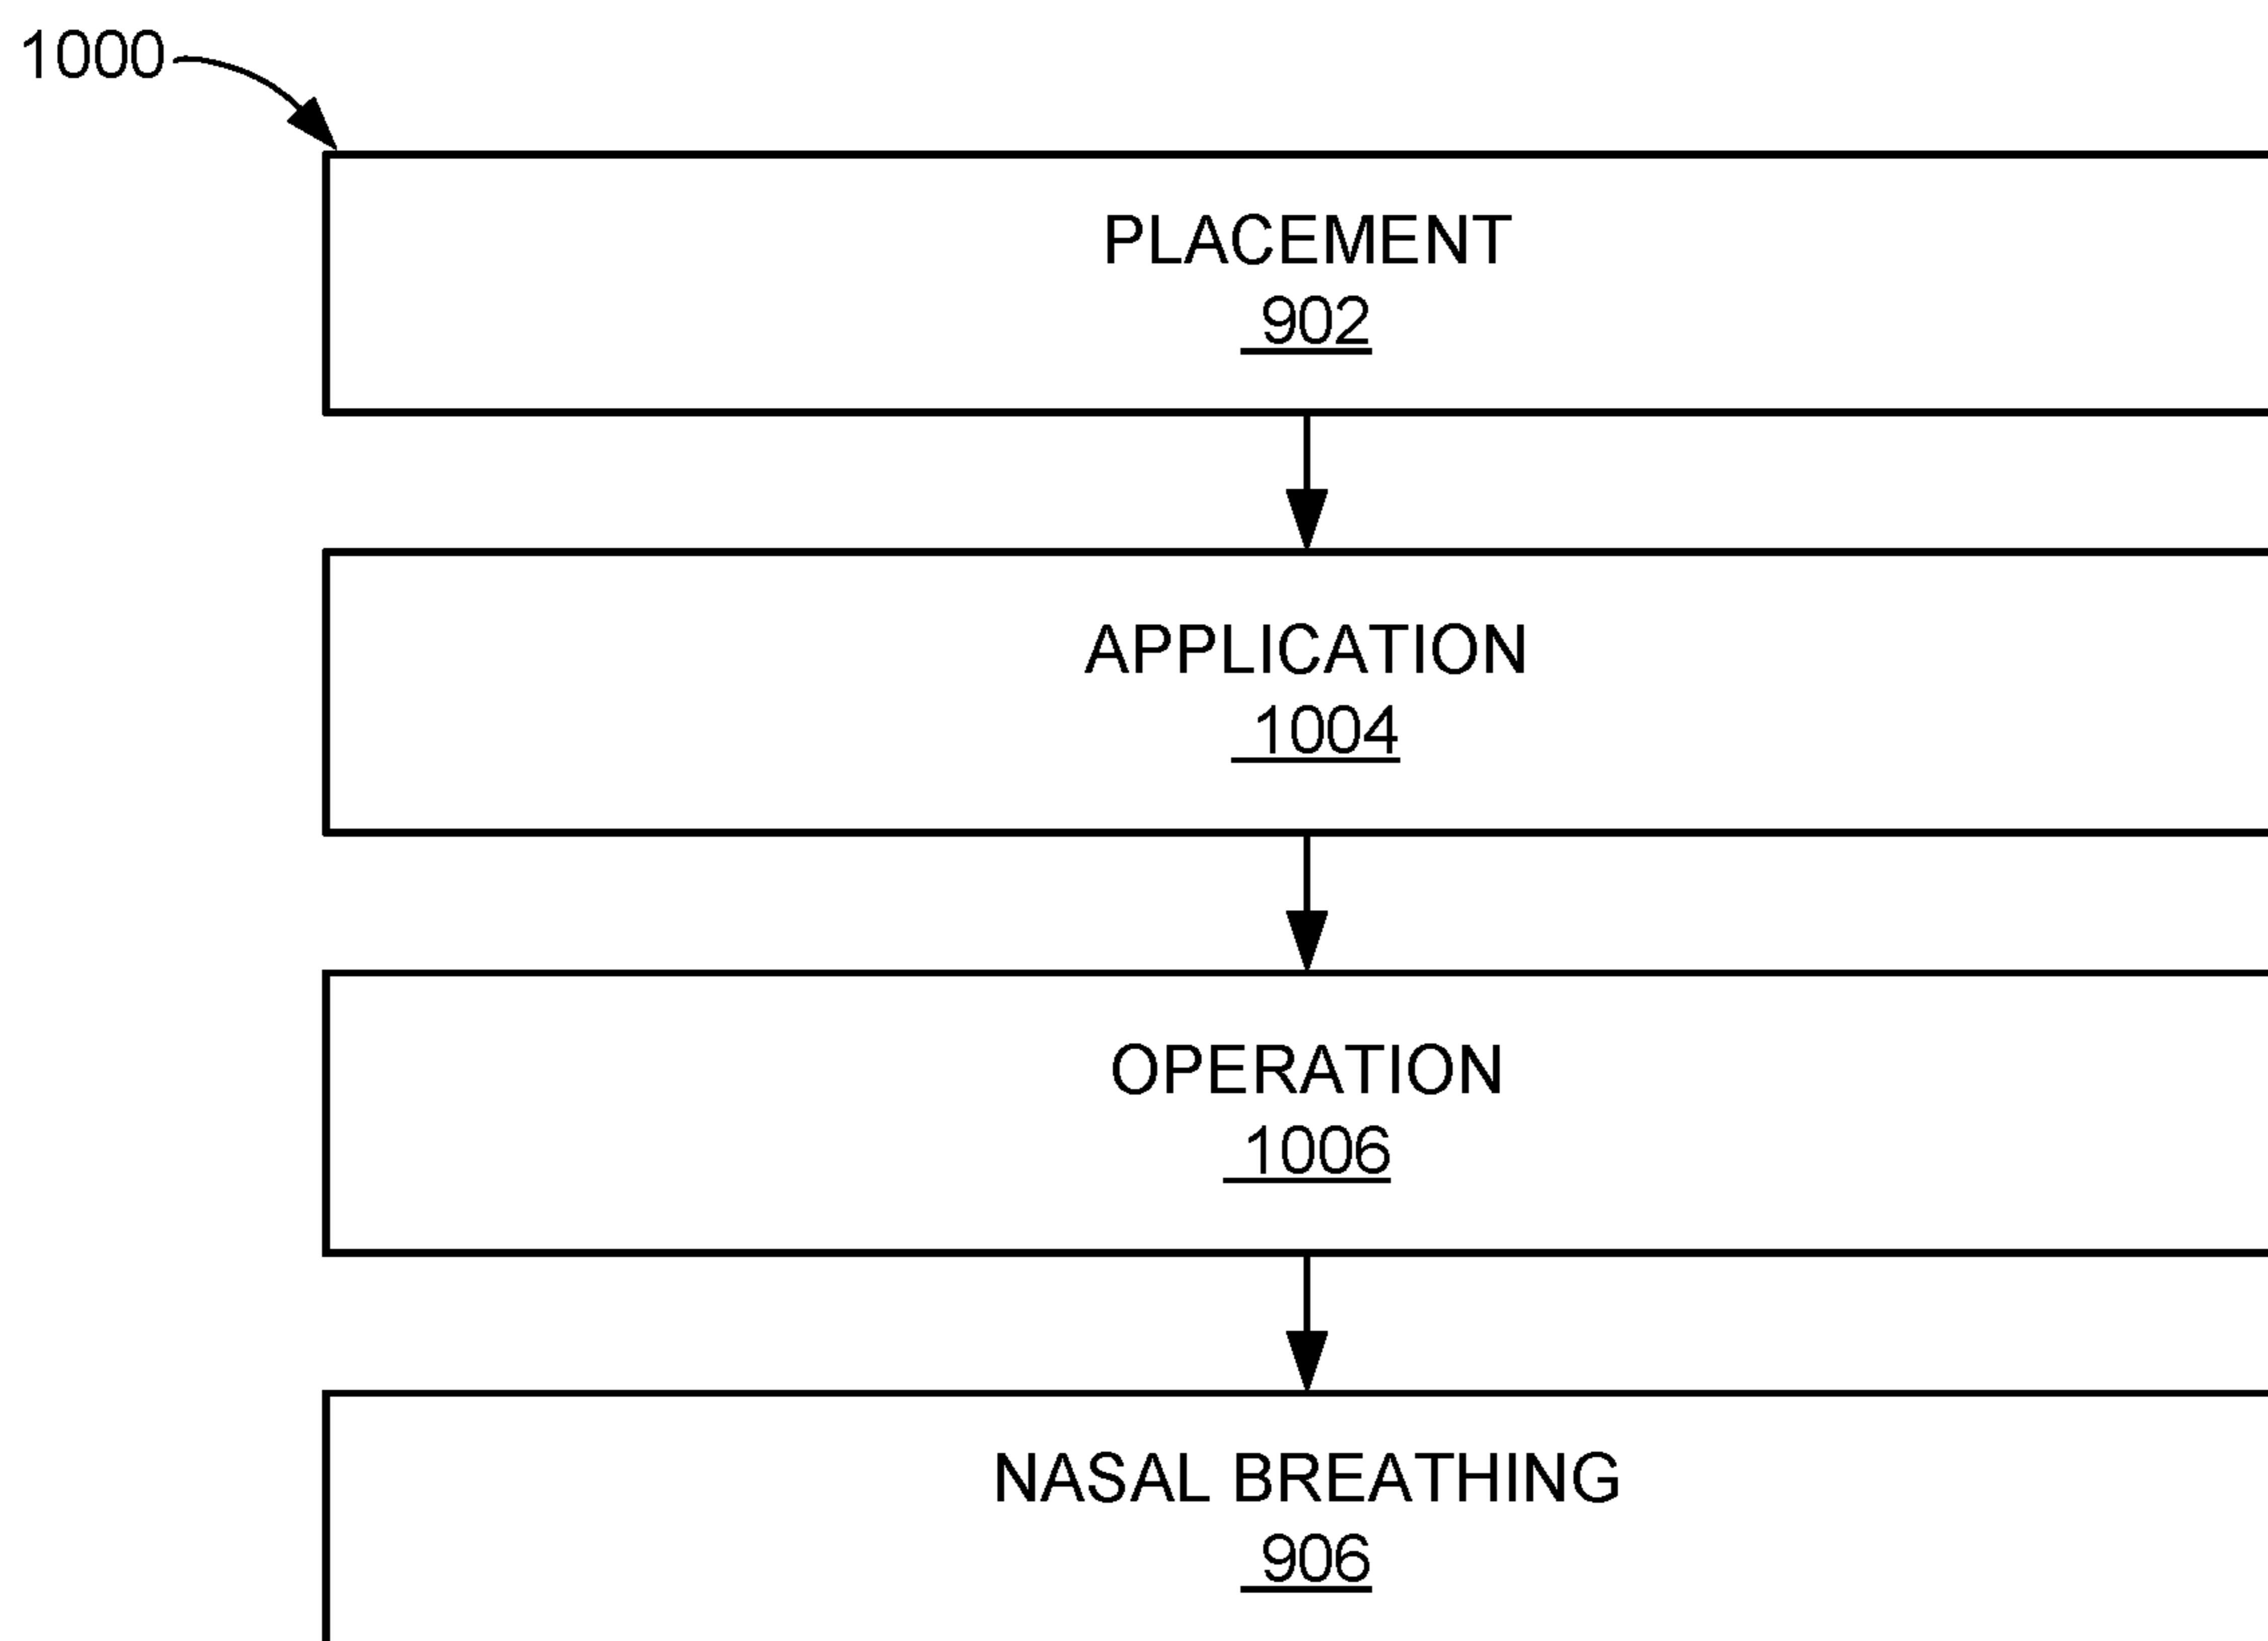 1000
PLACEMENT
902
APPLICATION
1004
OPERATION
1006
NASAL BREATHING
906